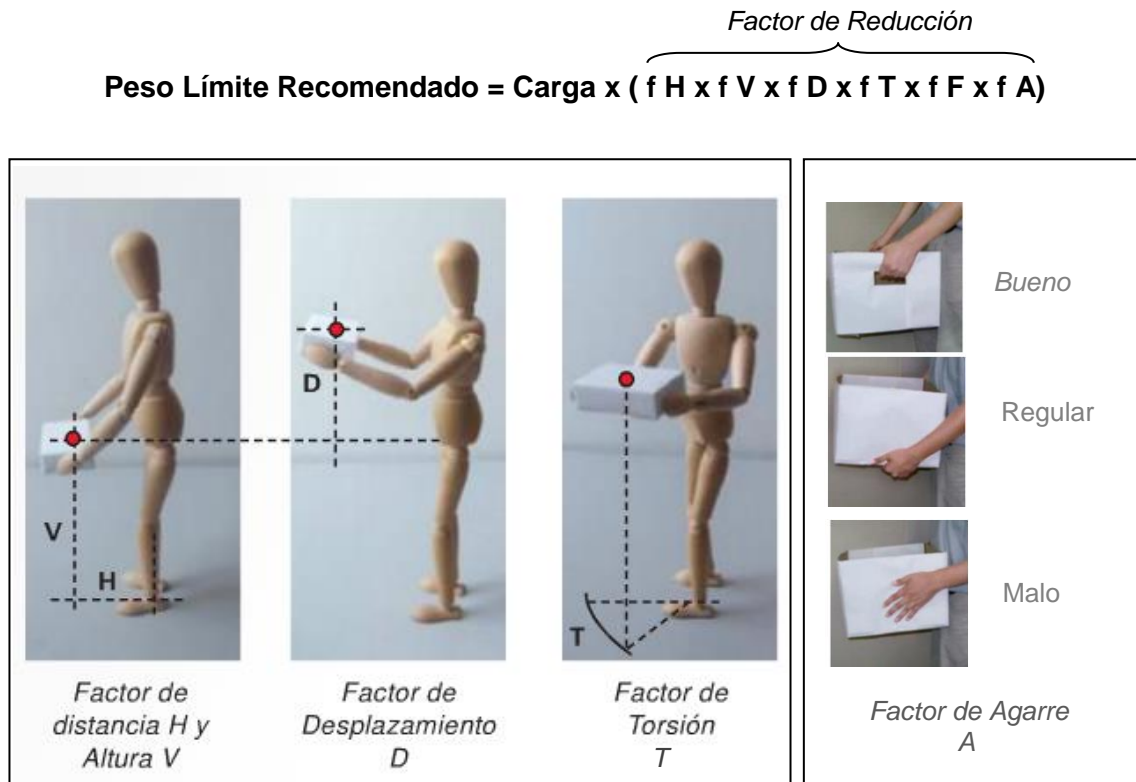 Factor de Reducción
Peso Límite Recomendado = Carga x ( f H x f V x f D x f T x f F x f A)
D
V
H
T
Factor de
distancia H y
Altura V
Factor de
Desplazamiento
D
Factor de
Torsión
T
Bueno
Regular
Malo
Factor de Agarre
A